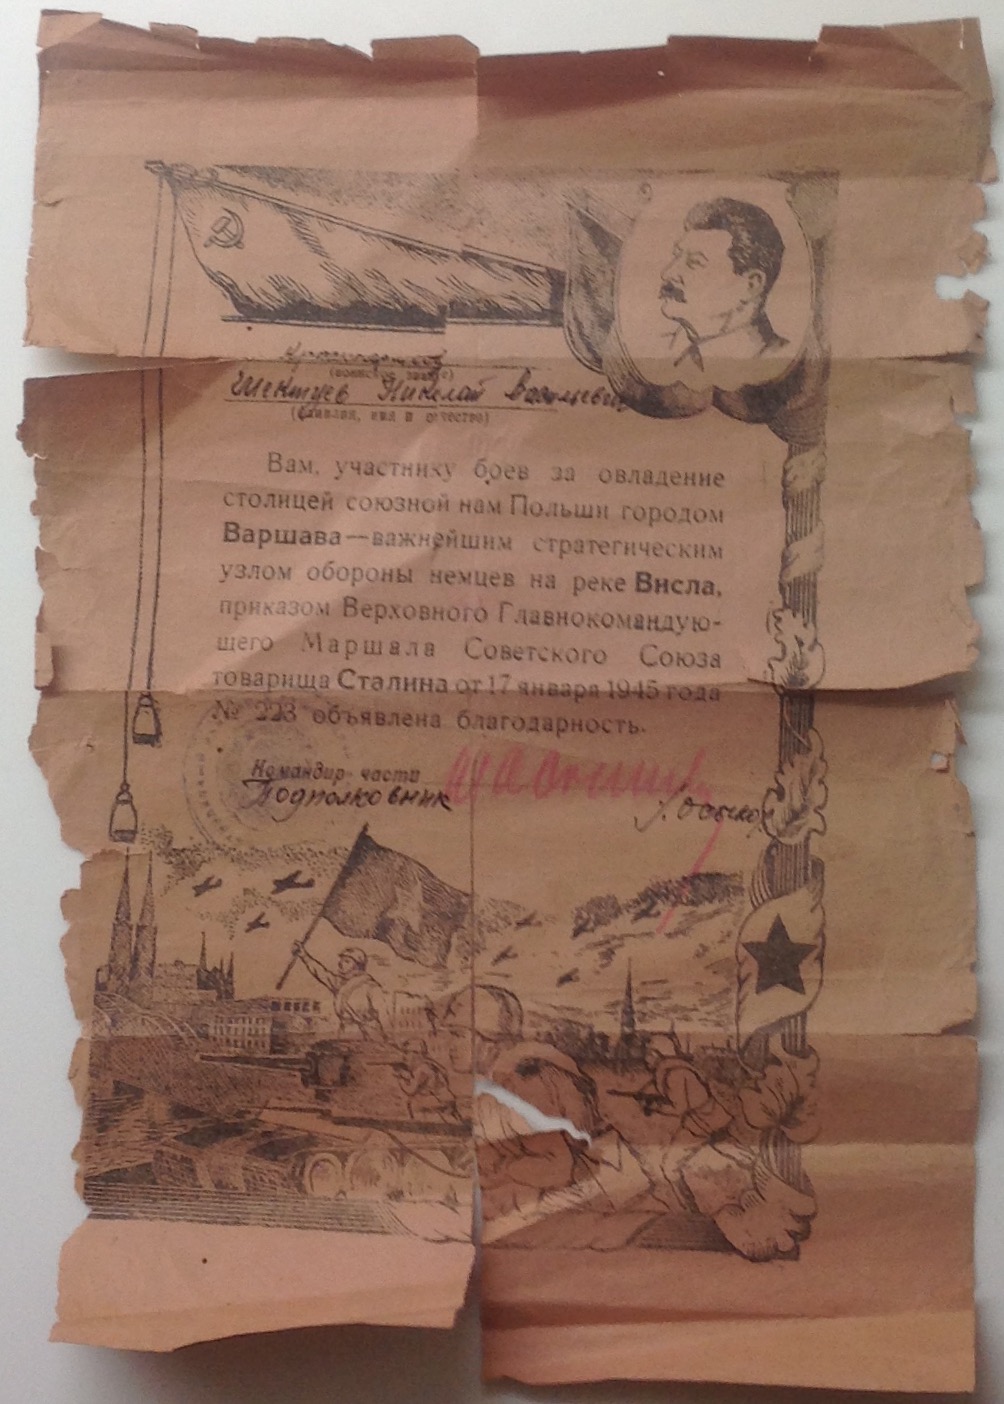 (воинское звание)
Николай Васильевич
(фамилия, имя и отчество)
Вам, участнику боев за овладение
столицей союзной нам Польши городом
Варшава—важнейшим стратегическим
узлом обороны немцев на реке Висла,
приказом Верховного Главнокомандую-
щего Маршала Советского Союза
товарища Сталина от 17 января 1945 года
№ 223 объявлена благодарность.
Командир части
Подполковник